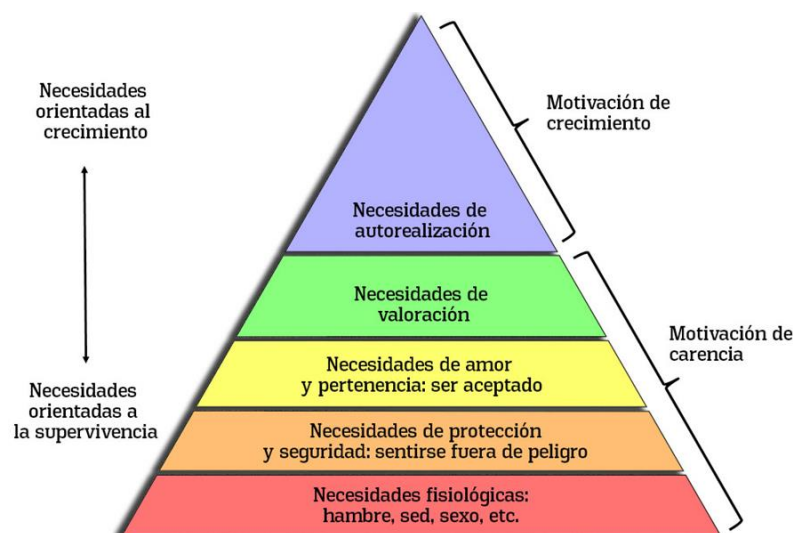 Necesidades
orientadas al
crecimiento
Necesidades
orientadas a
la supervivencia
Necesidades de
autorealización
Necesidades de
valoración
Necesidades de amor
y pertenencia: ser aceptado
Necesidades de protección
y seguridad: sentirse fuera de peligro
Necesidades fisiológicas:
hambre, sed, sexo, etc.
Motivación de
crecimiento
Motivación de
carencia